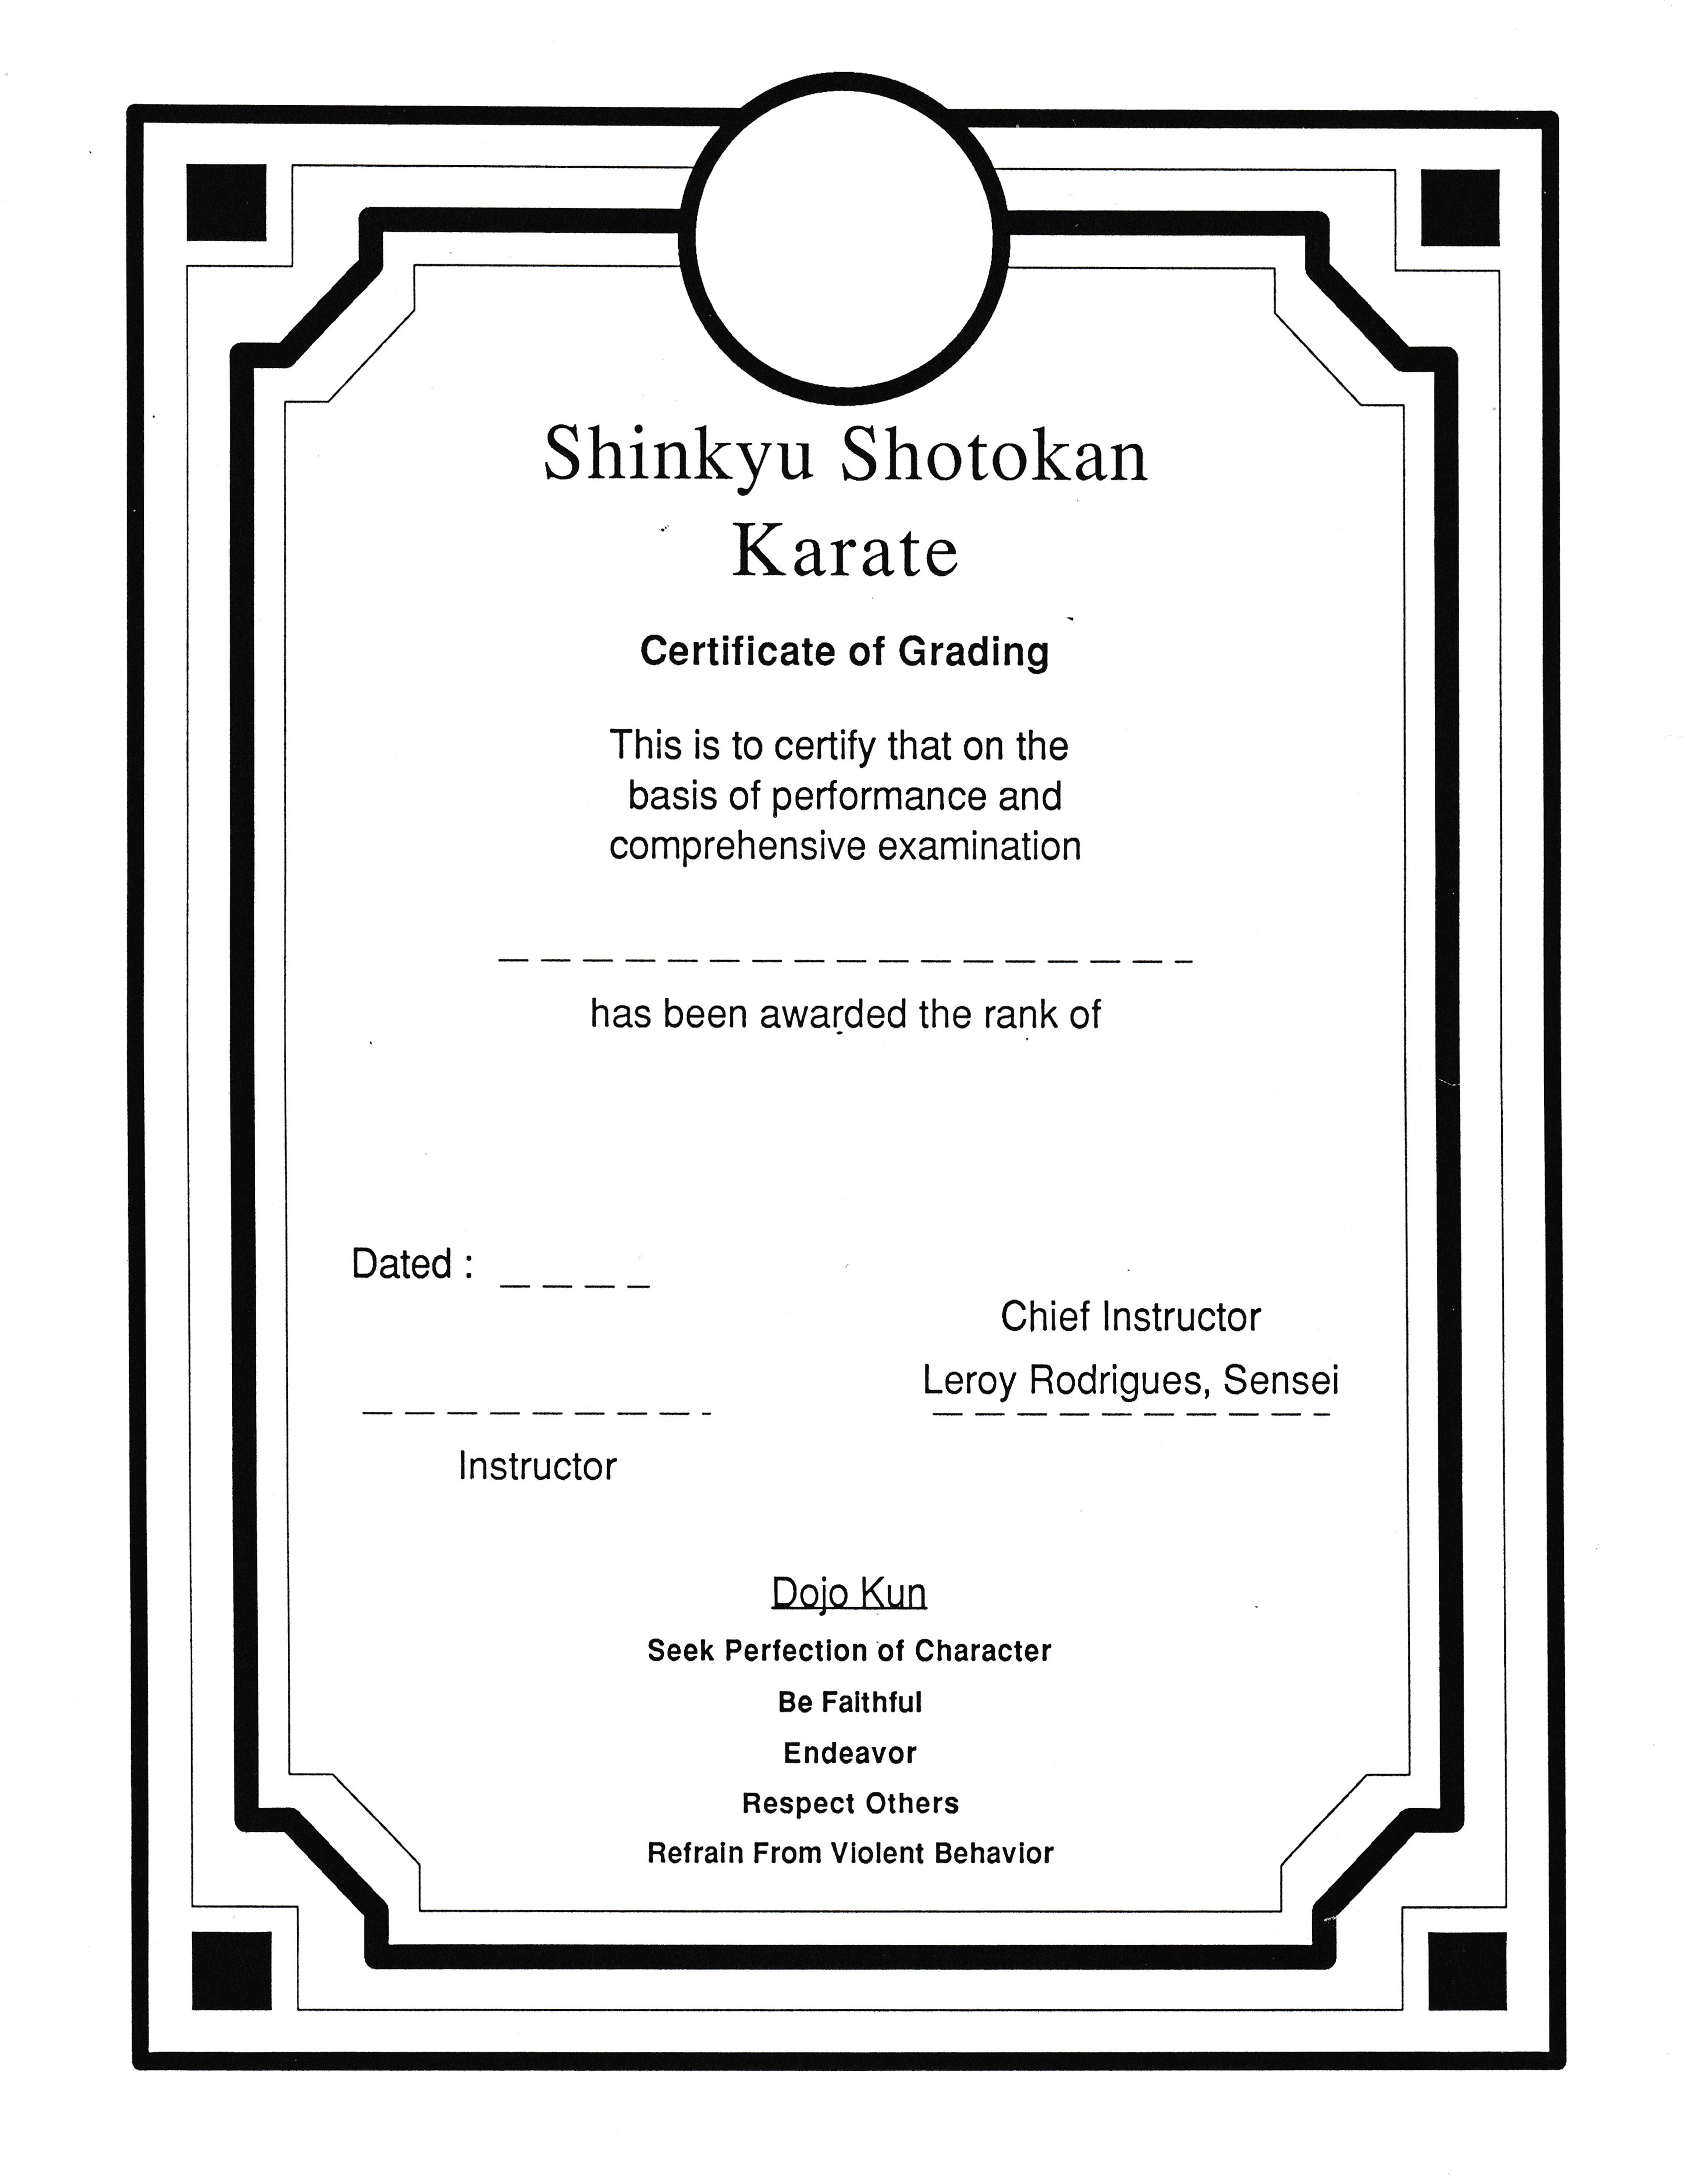 Shinkyu Shotokan
Karate
Certificate of Grading
This is to certify that on the
basis of performance and
comprehensive examination
has been awarded the rank of
Dated :
Chief Instructor
Leroy Rodrigues, Sensei
Instructor
Dojo Kun
Seek Perfection of Character
Be Faithful
Endeavor
Respect Others
Refrain From Violent Behavior